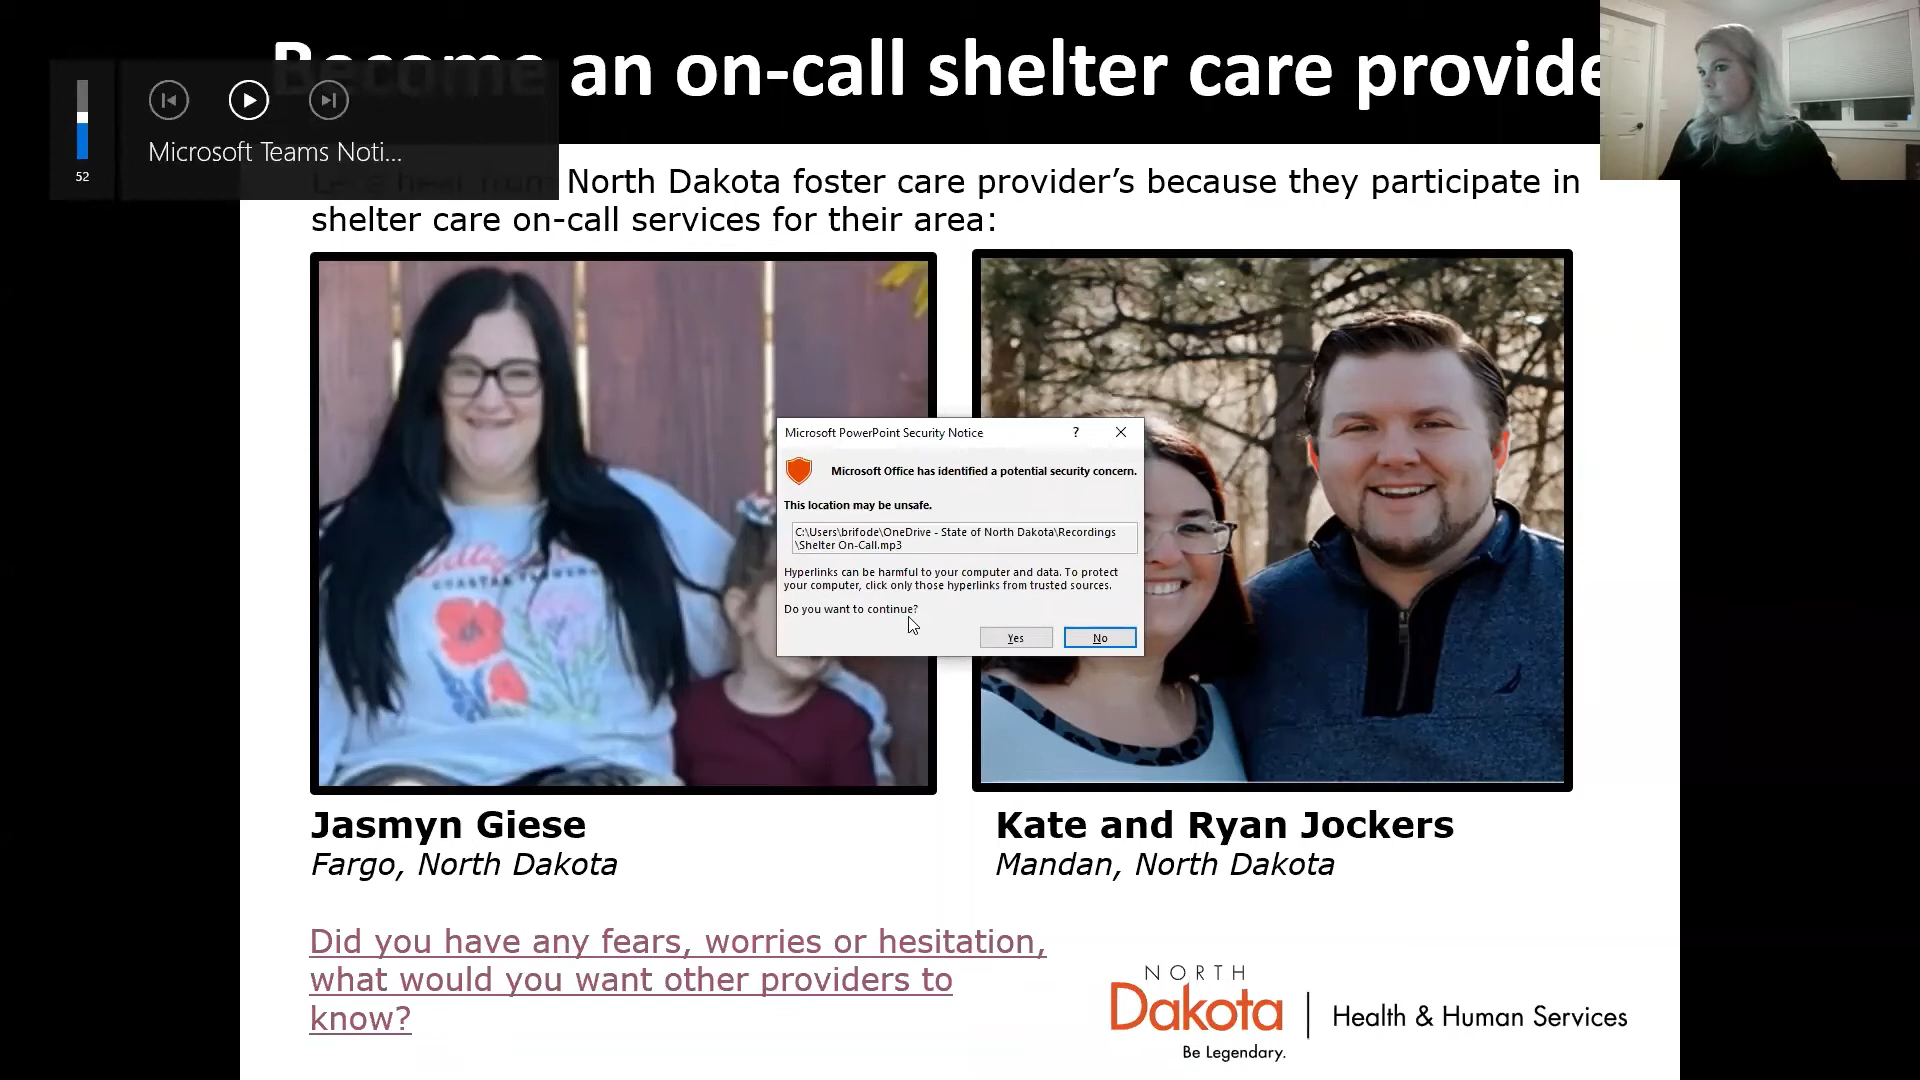 Become an on-call shelter care provide
52
Microsoft Teams Noti...
Let's hear from North Dakota foster care provider’s because they participate in
shelter care on-call services for their area:
Microsoft PowerPoint Security Notice
?
Microsoft Office has identified a potential security concern.
This location may be unsafe.
C:\Users\brifode\OneDrive - State of North Dakota\Recordings
\Shelter On-Call.mp3
Hyperlinks can be harmful to your computer and data. To protect
your computer, click only those hyperlinks from trusted sources.
Do you want to continue?
Yes No
COASTAL
Jasmyn Giese
Fargo, North Dakota
Kate and Ryan Jockers
Mandan, North Dakota
Did you have any fears, worries or hesitation,
what would you want other providers to
know?
NORTH
Dakota
Be Legendary.
Health & Human Services